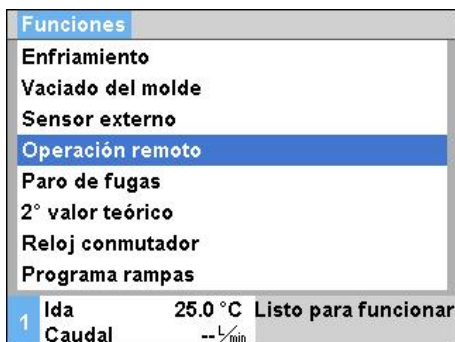 Funciones
Enfriamiento
Vaciado del molde
Sensor externo
Operación remoto
Paro de fugas
2° valor teórico
Reloj conmutador
Programa rampas
1 Ida 25.0 °C Listo para funcionar
Caudal -- L/min